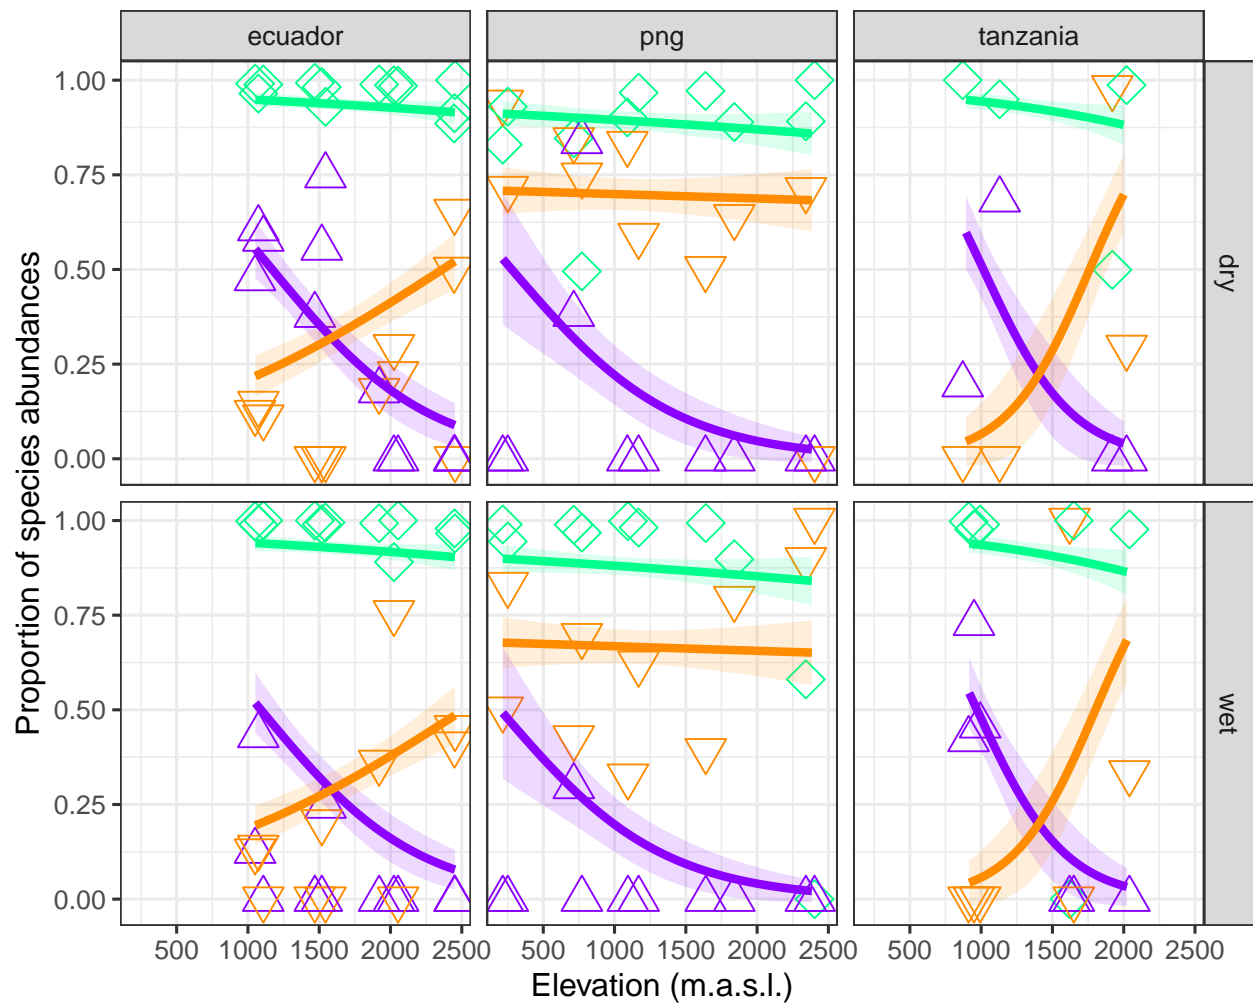 ecuador png tanzania
1.00
0.75
0.50
0.25
0.00
dry
1.00
0.75
0.50
0.25
0.00
wet
Proportion of species abundances
500 1000 1500 2000 2500 500 1000 1500 2000 2500 500 1000 1500 2000 2500
Elevation (m.a.s.l.)